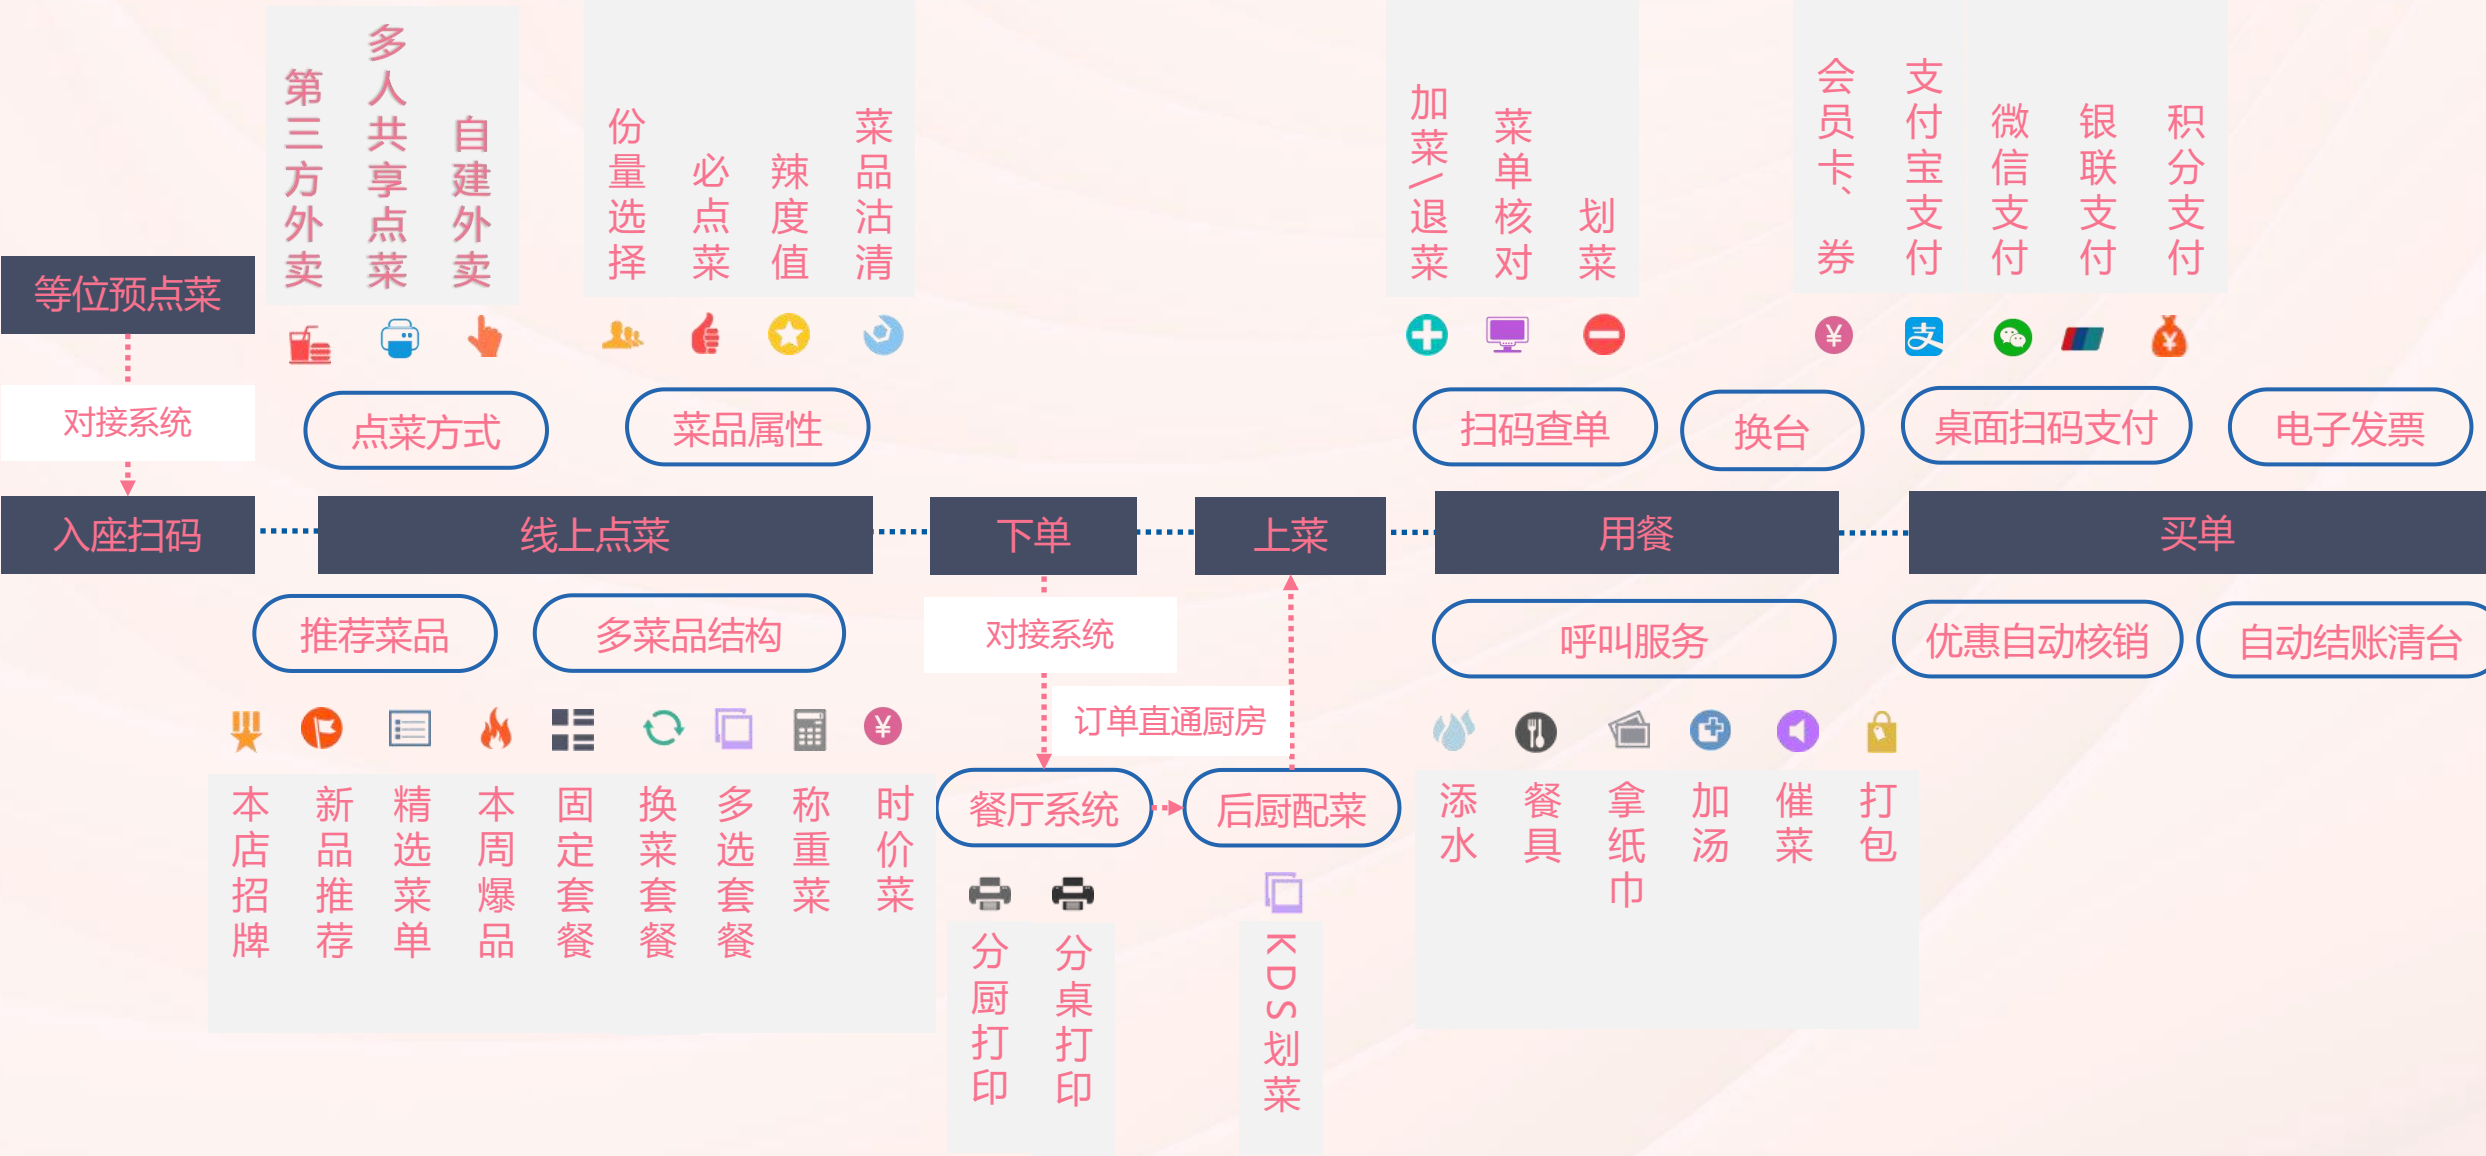 第三方外卖
多人共享点菜
自建外卖
份量选择
必点菜
辣度值
菜品沽清
加菜/退菜
菜单核对
划菜
会员卡、券
支付宝支付
微信支付
银联支付
积分支付
等位预点菜
对接系统
点菜方式
菜品属性
扫码查单
换台
桌面扫码支付
电子发票
入座扫码
线上点菜
下单
上菜
用餐
买单
推荐菜品
多菜品结构
对接系统
呼叫服务
优惠自动核销
自动结账清台
订单直通厨房
本店招牌
新品推荐
精选菜单
本周爆品
固定套餐
换菜套餐
多选套餐
称重菜
时价菜
餐厅系统
后厨配菜
添水
餐具
拿纸巾
加汤
催菜
打包
分厨打印
分桌打印
KDS划菜